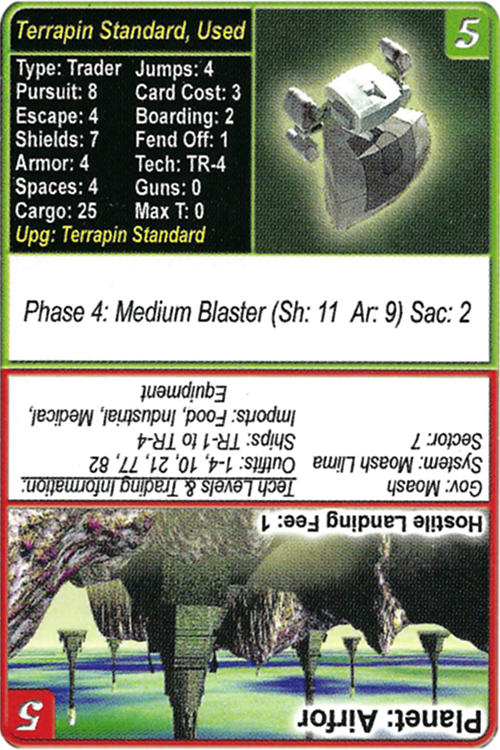 Terrapin Standard, Used
5
Type: Trader Jumps: 4
Pursuit: 8 Card Cost: 3
Escape: 4 Boarding: 2
Shields: 7 Fend Off: 1
Armor: 4 Tech: TR-4
Spaces: 4 Guns: 0
Cargo: 25 Max T: 0
Upg: Terrapin Standard
Phase 4: Medium Blaster (Sh: 11 Ar: 9) Sac: 2
Planet: Airfor
5
Hostile Landing Fee: 1
Gov: Moash
System: Moash Llima
Sector: 7
Tech Levels & Trading Information:
Outfits: 1-4, 10, 21, 77, 82
Ships: TR-1 to TR-4
Imports: Food, Industrial, Medical,
Equipment